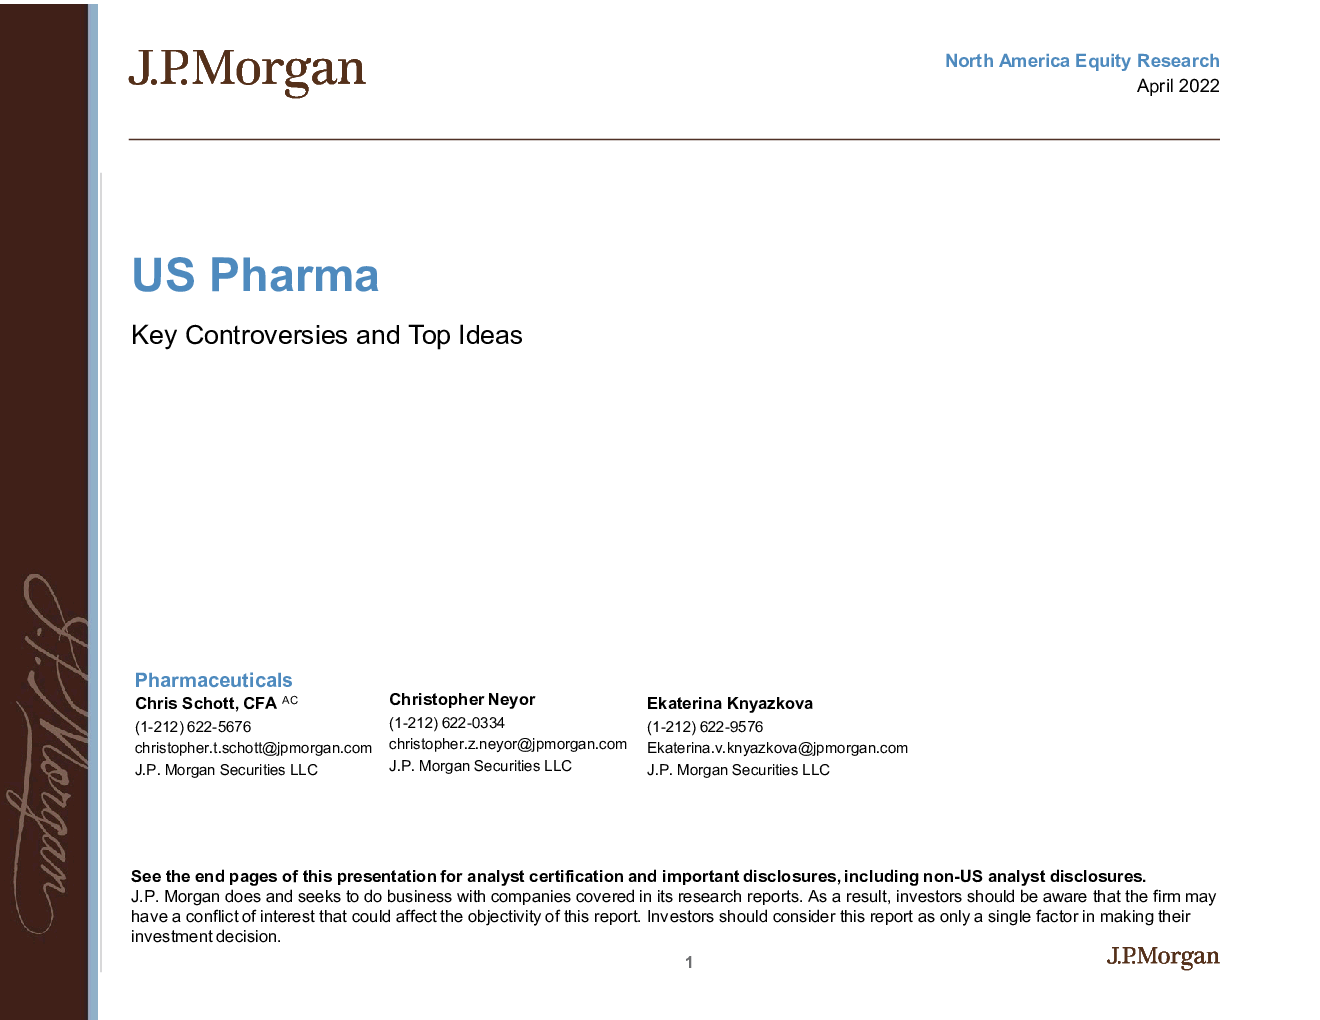 J.P.Morgan
North America Equity Research
April 2022
US Pharma
Key Controversies and Top Ideas
J.P.Morgan
Pharmaceuticals
Chris Schott, CFA AC
(1-212) 622-5676
christopher.t.schott@jpmorgan.com
J.P. Morgan Securities LLC
Christopher Neyor
(1-212) 622-0334
christopher.z.neyor@jpmorgan.com
J.P. Morgan Securities LLC
Ekaterina Knyazkova
(1-212) 622-9576
Ekaterina.v.knyazkova@jpmorgan.com
J.P. Morgan Securities LLC
See the end pages of this presentation for analyst certification and important disclosures, including non-US analyst disclosures.
J.P. Morgan does and seeks to do business with companies covered in its research reports. As a result, investors should be aware that the firm may
have a conflict of interest that could affect the objectivity of this report. Investors should consider this report as only a single factor in making their
investment decision.
1
J.P.Morgan